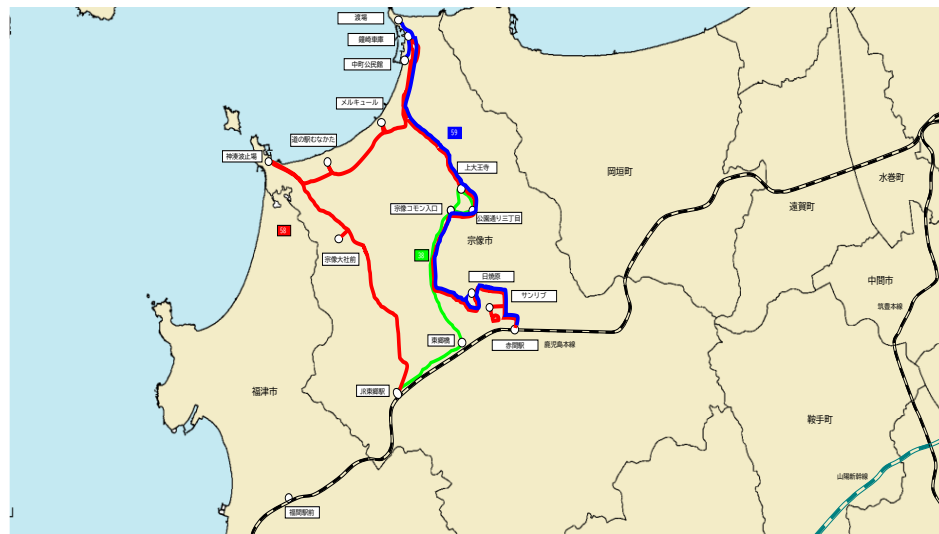 渡場
鐘崎車庫
中町公民館
メルキュール
59
道の駅むなかた
神湊波止場
上大王寺
岡垣町
水巻町
遠賀町
宗像コモン入口
公園通り三丁目
58
宗像市
宗像大社前
日焼原
中間市
サンリブ
筑豊本線
東郷橋
赤間駅
鹿児島本線
福津市
JR東郷駅
鞍手町
山陽新幹線
福間駅前